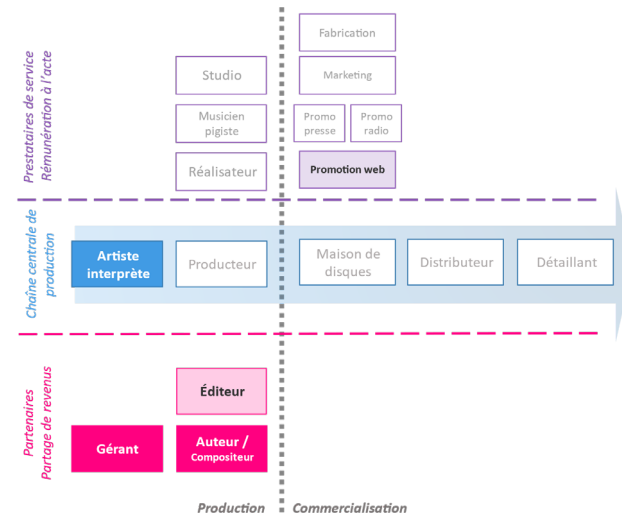 Prestataires de service
Rémunération à l'acte
Fabrication
Studio
Marketing
Musicien
pigiste
Promo
presse
Promo
radio
Réalisateur
Promotion web
Chaîne centrale de
production
Artiste
interprète
Producteur
Maison de
disques
Distributeur
Détaillant
Partenaires
Partage de revenus
Éditeur
Gérant
Auteur /
Compositeur
Production
Commercialisation